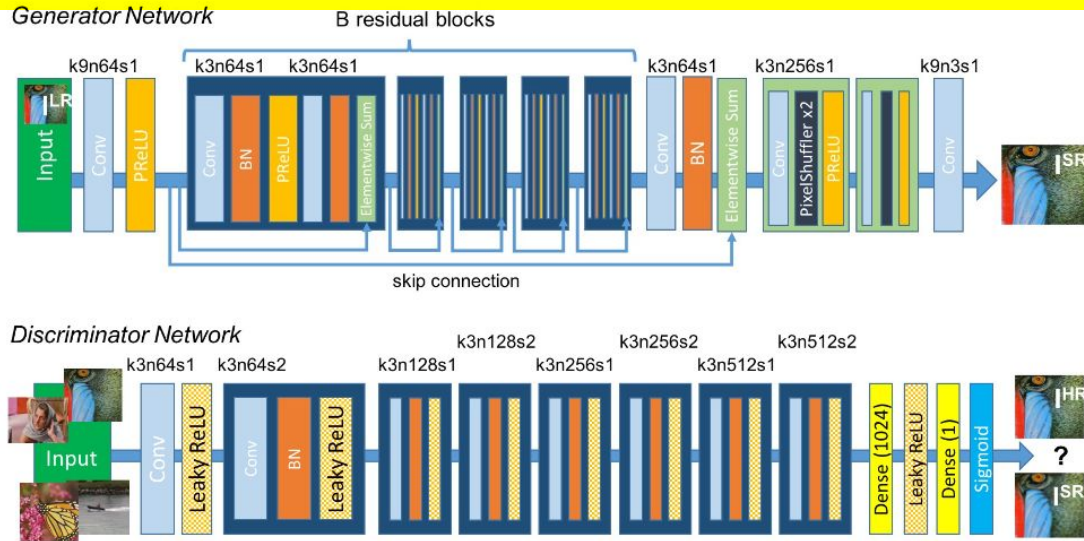 Generator Network
B residual blocks
k9n64s1
k3n64s1
k3n64s1
k3n64s1
k3n256s1
k9n3s1
I^LR
Input
Conv
PReLU
Conv
BN
PReLU
Elementwise Sum
Conv
BN
Elementwise Sum
Conv
PixelShuffler x2
PReLU
Conv
I^SR
skip connection
Discriminator Network
k3n64s1
k3n64s2
k3n128s1
k3n128s2
k3n256s1
k3n256s2
k3n512s1
k3n512s2
Input
Conv
Leaky ReLU
Conv
BN
Leaky ReLU
Dense (1024)
Leaky ReLU
Dense (1)
Sigmoid
I^HR
?
I^SR